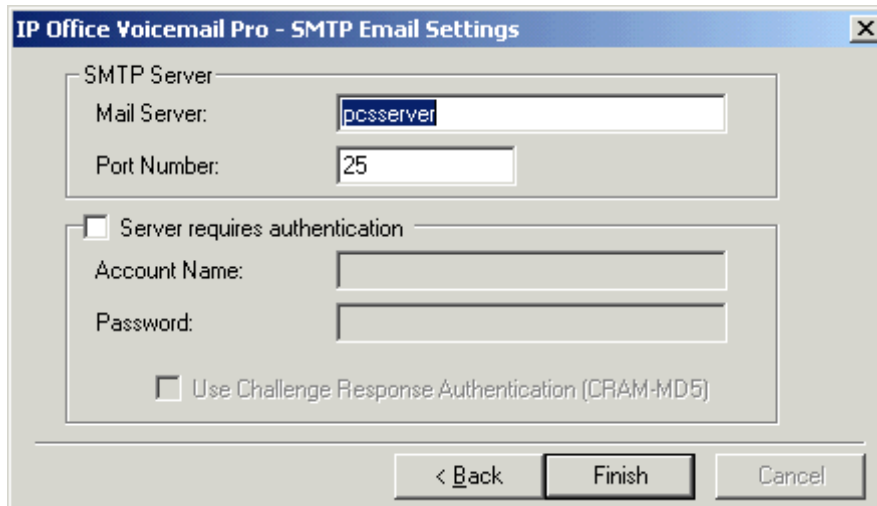 IP Office Voicemail Pro - SMTP Email Settings
SMTP Server
Mail Server: pcsserver
Port Number: 25
Server requires authentication
Account Name:
Password:
Use Challenge Response Authentication (CRAM-MD5)
< Back Finish Cancel